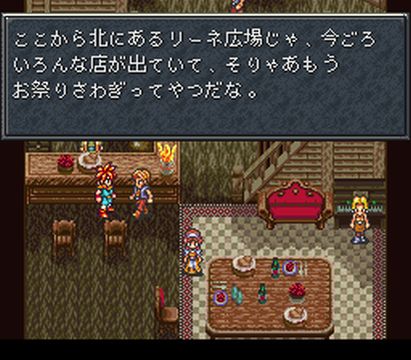 ここから北にあるリーネ広場じゃ、今ごろ
いろんな店が出ていて、そりゃあもう
お祭りさわぎってやつだな。